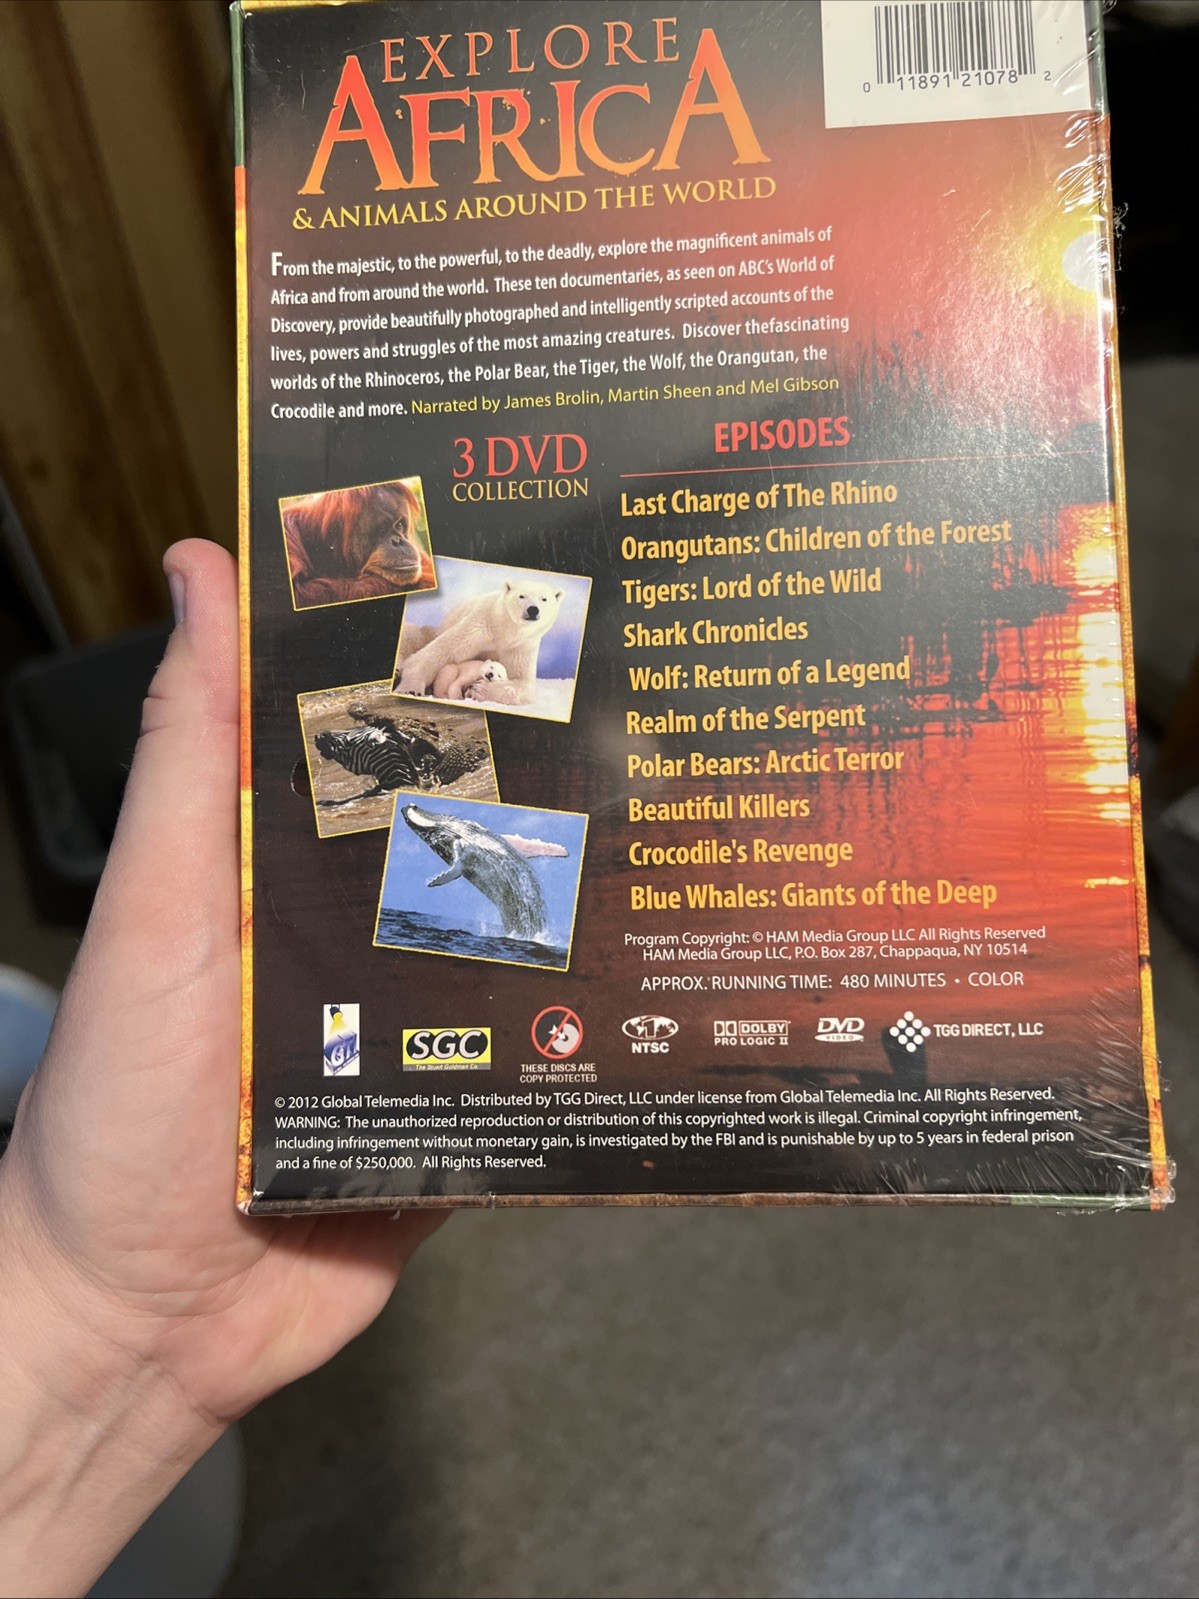 EXPLORE
AFRICA
& ANIMALS AROUND THE WORLD
0 11891 21078 2
From the majestic, to the powerful, to the deadly, explore the magnificent animals of
Africa and from around the world. These ten documentaries, as seen on ABC's World of
Discovery, provide beautifully photographed and intelligently scripted accounts of the
lives, powers and struggles of the most amazing creatures. Discover thefascinating
worlds of the Rhinoceros, the Polar Bear, the Tiger, the Wolf, the Orangutan, the
Crocodile and more. Narrated by James Brolin, Martin Sheen and Mel Gibson
3 DVD
COLLECTION
EPISODES
Last Charge of The Rhino
Orangutans: Children of the Forest
Tigers: Lord of the Wild
Shark Chronicles
Wolf: Return of a Legend
Realm of the Serpent
Polar Bears: Arctic Terror
Beautiful Killers
Crocodile's Revenge
Blue Whales: Giants of the Deep
Program Copyright: © HAM Media Group LLC All Rights Reserved
HAM Media Group LLC, P.O. Box 287, Chappaqua, NY 10514
APPROX. RUNNING TIME: 480 MINUTES • COLOR
SGC
The Stuart Goldman Co.
THESE DISCS ARE
COPY PROTECTED
NTSC
DOLBY
PRO LOGIC II
DVD
VIDEO
TGG DIRECT, LLC
© 2012 Global Telemedia Inc. Distributed by TGG Direct, LLC under license from Global Telemedia Inc. All Rights Reserved.
WARNING: The unauthorized reproduction or distribution of this copyrighted work is illegal. Criminal copyright infringement,
including infringement without monetary gain, is investigated by the FBI and is punishable by up to 5 years in federal prison
and a fine of $250,000. All Rights Reserved.